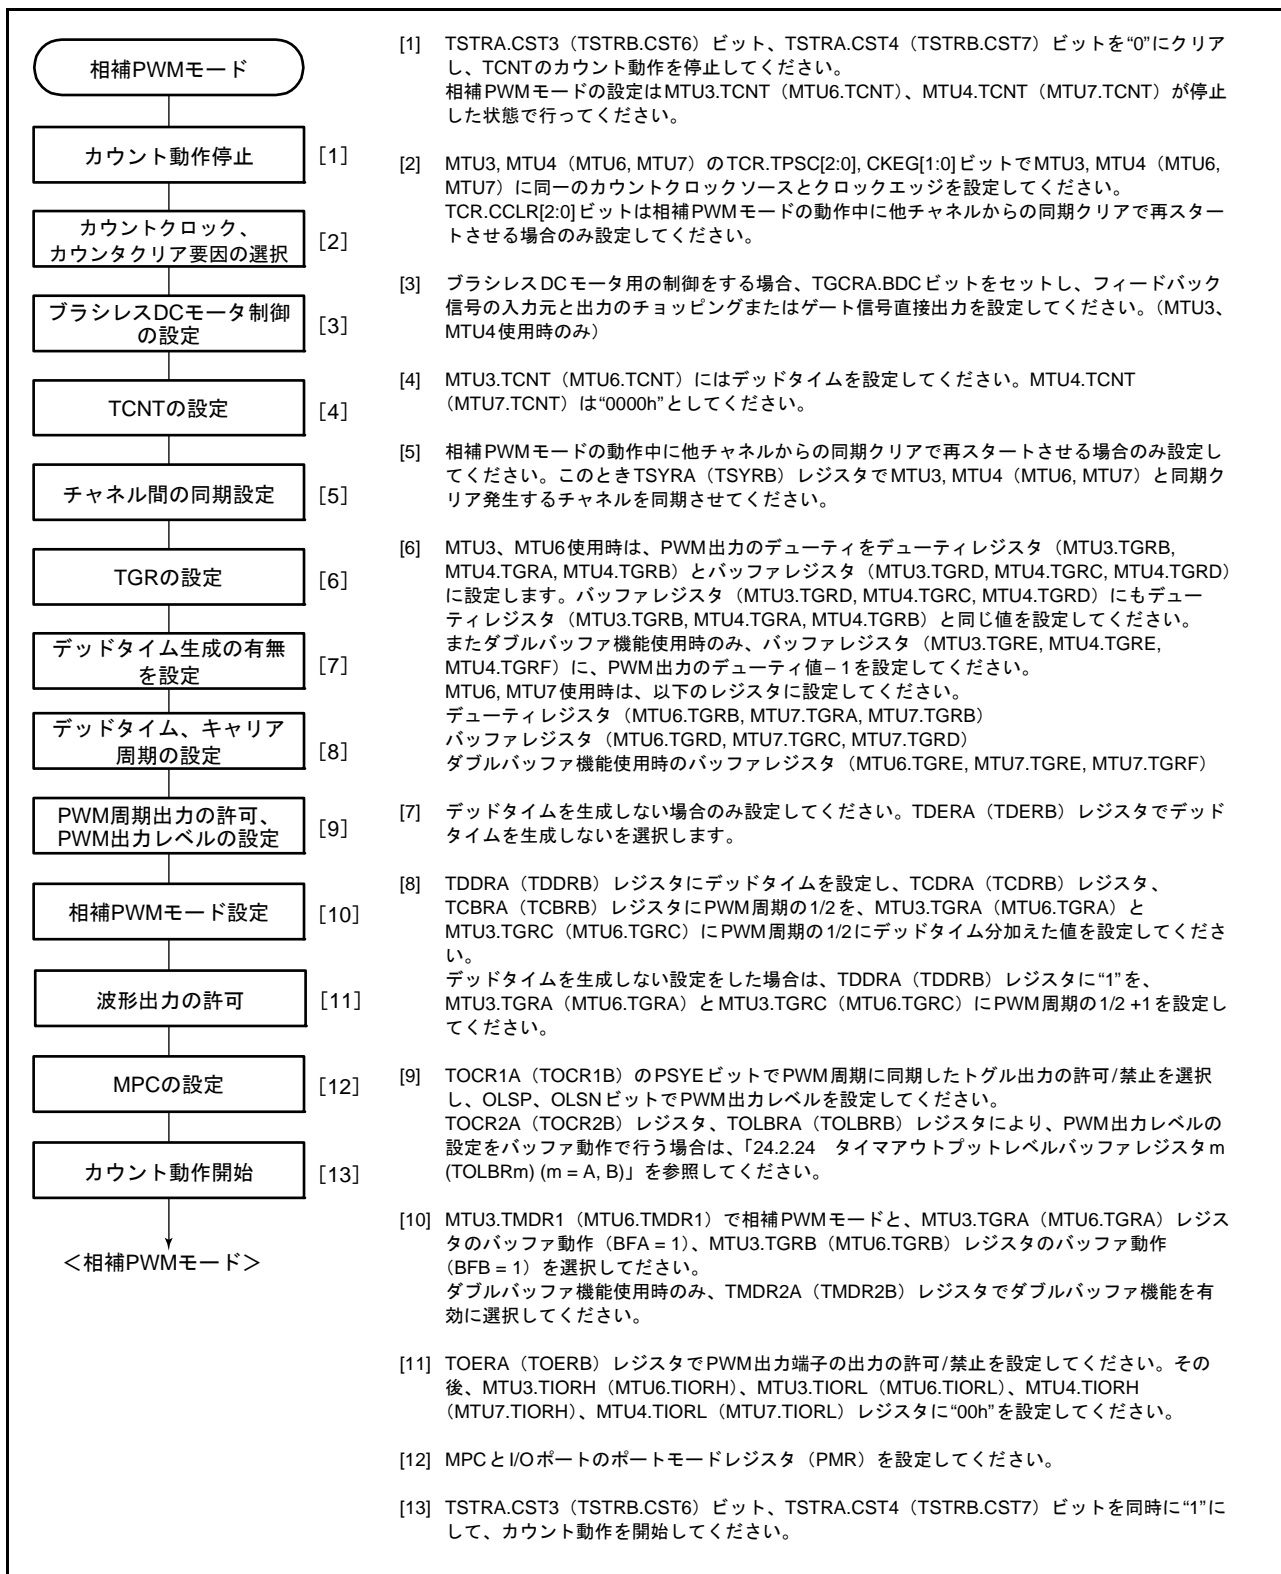 相補PWMモード
カウント動作停止 [1]
カウントクロック、
カウンタクリア要因の選択 [2]
ブラシレスDCモータ制御
の設定 [3]
TCNTの設定 [4]
チャネル間の同期設定 [5]
TGRの設定 [6]
デッドタイム生成の有無
を設定 [7]
デッドタイム、キャリア
周期の設定 [8]
PWM周期出力の許可、
PWM出力レベルの設定 [9]
相補PWMモード設定 [10]
波形出力の許可 [11]
MPCの設定 [12]
カウント動作開始 [13]
＜相補PWMモード＞
[1] TSTRA.CST3（TSTRB.CST6）ビット、TSTRA.CST4（TSTRB.CST7）ビットを“0”にクリア
し、TCNTのカウント動作を停止してください。
相補PWMモードの設定はMTU3.TCNT（MTU6.TCNT）、MTU4.TCNT（MTU7.TCNT）が停止
した状態で行ってください。
[2] MTU3, MTU4（MTU6, MTU7）のTCR.TPSC[2:0], CKEG[1:0]ビットでMTU3, MTU4（MTU6,
MTU7）に同一のカウントクロックソースとクロックエッジを設定してください。
TCR.CCLR[2:0]ビットは相補PWMモードの動作中に他チャネルからの同期クリアで再スター
トさせる場合のみ設定してください。
[3] ブラシレスDCモータ用の制御をする場合、TGCRA.BDCビットをセットし、フィードバック
信号の入力元と出力のチョッピングまたはゲート信号直接出力を設定してください。（MTU3、
MTU4使用時のみ）
[4] MTU3.TCNT（MTU6.TCNT）にはデッドタイムを設定してください。MTU4.TCNT
（MTU7.TCNT）は“0000h”としてください。
[5] 相補PWMモードの動作中に他チャネルからの同期クリアで再スタートさせる場合のみ設定し
てください。このときTSYRA（TSYRB）レジスタでMTU3, MTU4（MTU6, MTU7）と同期ク
リア発生するチャネルを同期させてください。
[6] MTU3、MTU6使用時は、PWM出力のデューティをデューティレジスタ（MTU3.TGRB,
MTU4.TGRA, MTU4.TGRB）とバッファレジスタ（MTU3.TGRD, MTU4.TGRC, MTU4.TGRD）
に設定します。バッファレジスタ（MTU3.TGRD, MTU4.TGRC, MTU4.TGRD）にもデュー
ティレジスタ（MTU3.TGRB, MTU4.TGRA, MTU4.TGRB）と同じ値を設定してください。
またダブルバッファ機能使用時のみ、バッファレジスタ（MTU3.TGRE, MTU4.TGRE,
MTU4.TGRF）に、PWM出力のデューティ値－1を設定してください。
MTU6, MTU7使用時は、以下のレジスタに設定してください。
デューティレジスタ（MTU6.TGRB, MTU7.TGRA, MTU7.TGRB）
バッファレジスタ（MTU6.TGRD, MTU7.TGRC, MTU7.TGRD）
ダブルバッファ機能使用時のバッファレジスタ（MTU6.TGRE, MTU7.TGRE, MTU7.TGRF）
[7] デッドタイムを生成しない場合のみ設定してください。TDERA（TDERB）レジスタでデッド
タイムを生成しないを選択します。
[8] TDDRA（TDDRB）レジスタにデッドタイムを設定し、TCDRA（TCDRB）レジスタ、
TCBRA（TCBRB）レジスタにPWM周期の1/2を、MTU3.TGRA（MTU6.TGRA）と
MTU3.TGRC（MTU6.TGRC）にPWM周期の1/2にデッドタイム分加えた値を設定してくださ
い。
デッドタイムを生成しない設定をした場合は、TDDRA（TDDRB）レジスタに“1”を、
MTU3.TGRA（MTU6.TGRA）とMTU3.TGRC（MTU6.TGRC）にPWM周期の1/2 +1を設定し
てください。
[9] TOCR1A（TOCR1B）のPSYEビットでPWM周期に同期したトグル出力の許可/禁止を選択
し、OLSP、OLSNビットでPWM出力レベルを設定してください。
TOCR2A（TOCR2B）レジスタ、TOLBRA（TOLBRB）レジスタにより、PWM出力レベルの
設定をバッファ動作で行う場合は、「24.2.24 タイマアウトプットレベルバッファレジスタm
(TOLBRm) (m = A, B)」を参照してください。
[10] MTU3.TMDR1（MTU6.TMDR1）で相補PWMモードと、MTU3.TGRA（MTU6.TGRA）レジス
タのバッファ動作（BFA = 1）、MTU3.TGRB（MTU6.TGRB）レジスタのバッファ動作
（BFB = 1）を選択してださい。
ダブルバッファ機能使用時のみ、TMDR2A（TMDR2B）レジスタでダブルバッファ機能を有
効に選択してください。
[11] TOERA（TOERB）レジスタでPWM出力端子の出力の許可/禁止を設定してください。その
後、MTU3.TIORH（MTU6.TIORH）、MTU3.TIORL（MTU6.TIORL）、MTU4.TIORH
（MTU7.TIORH）、MTU4.TIORL（MTU7.TIORL）レジスタに“00h”を設定してください。
[12] MPCとI/Oポートのポートモードレジスタ（PMR）を設定してください。
[13] TSTRA.CST3（TSTRB.CST6）ビット、TSTRA.CST4（TSTRB.CST7）ビットを同時に“1”に
して、カウント動作を開始してください。